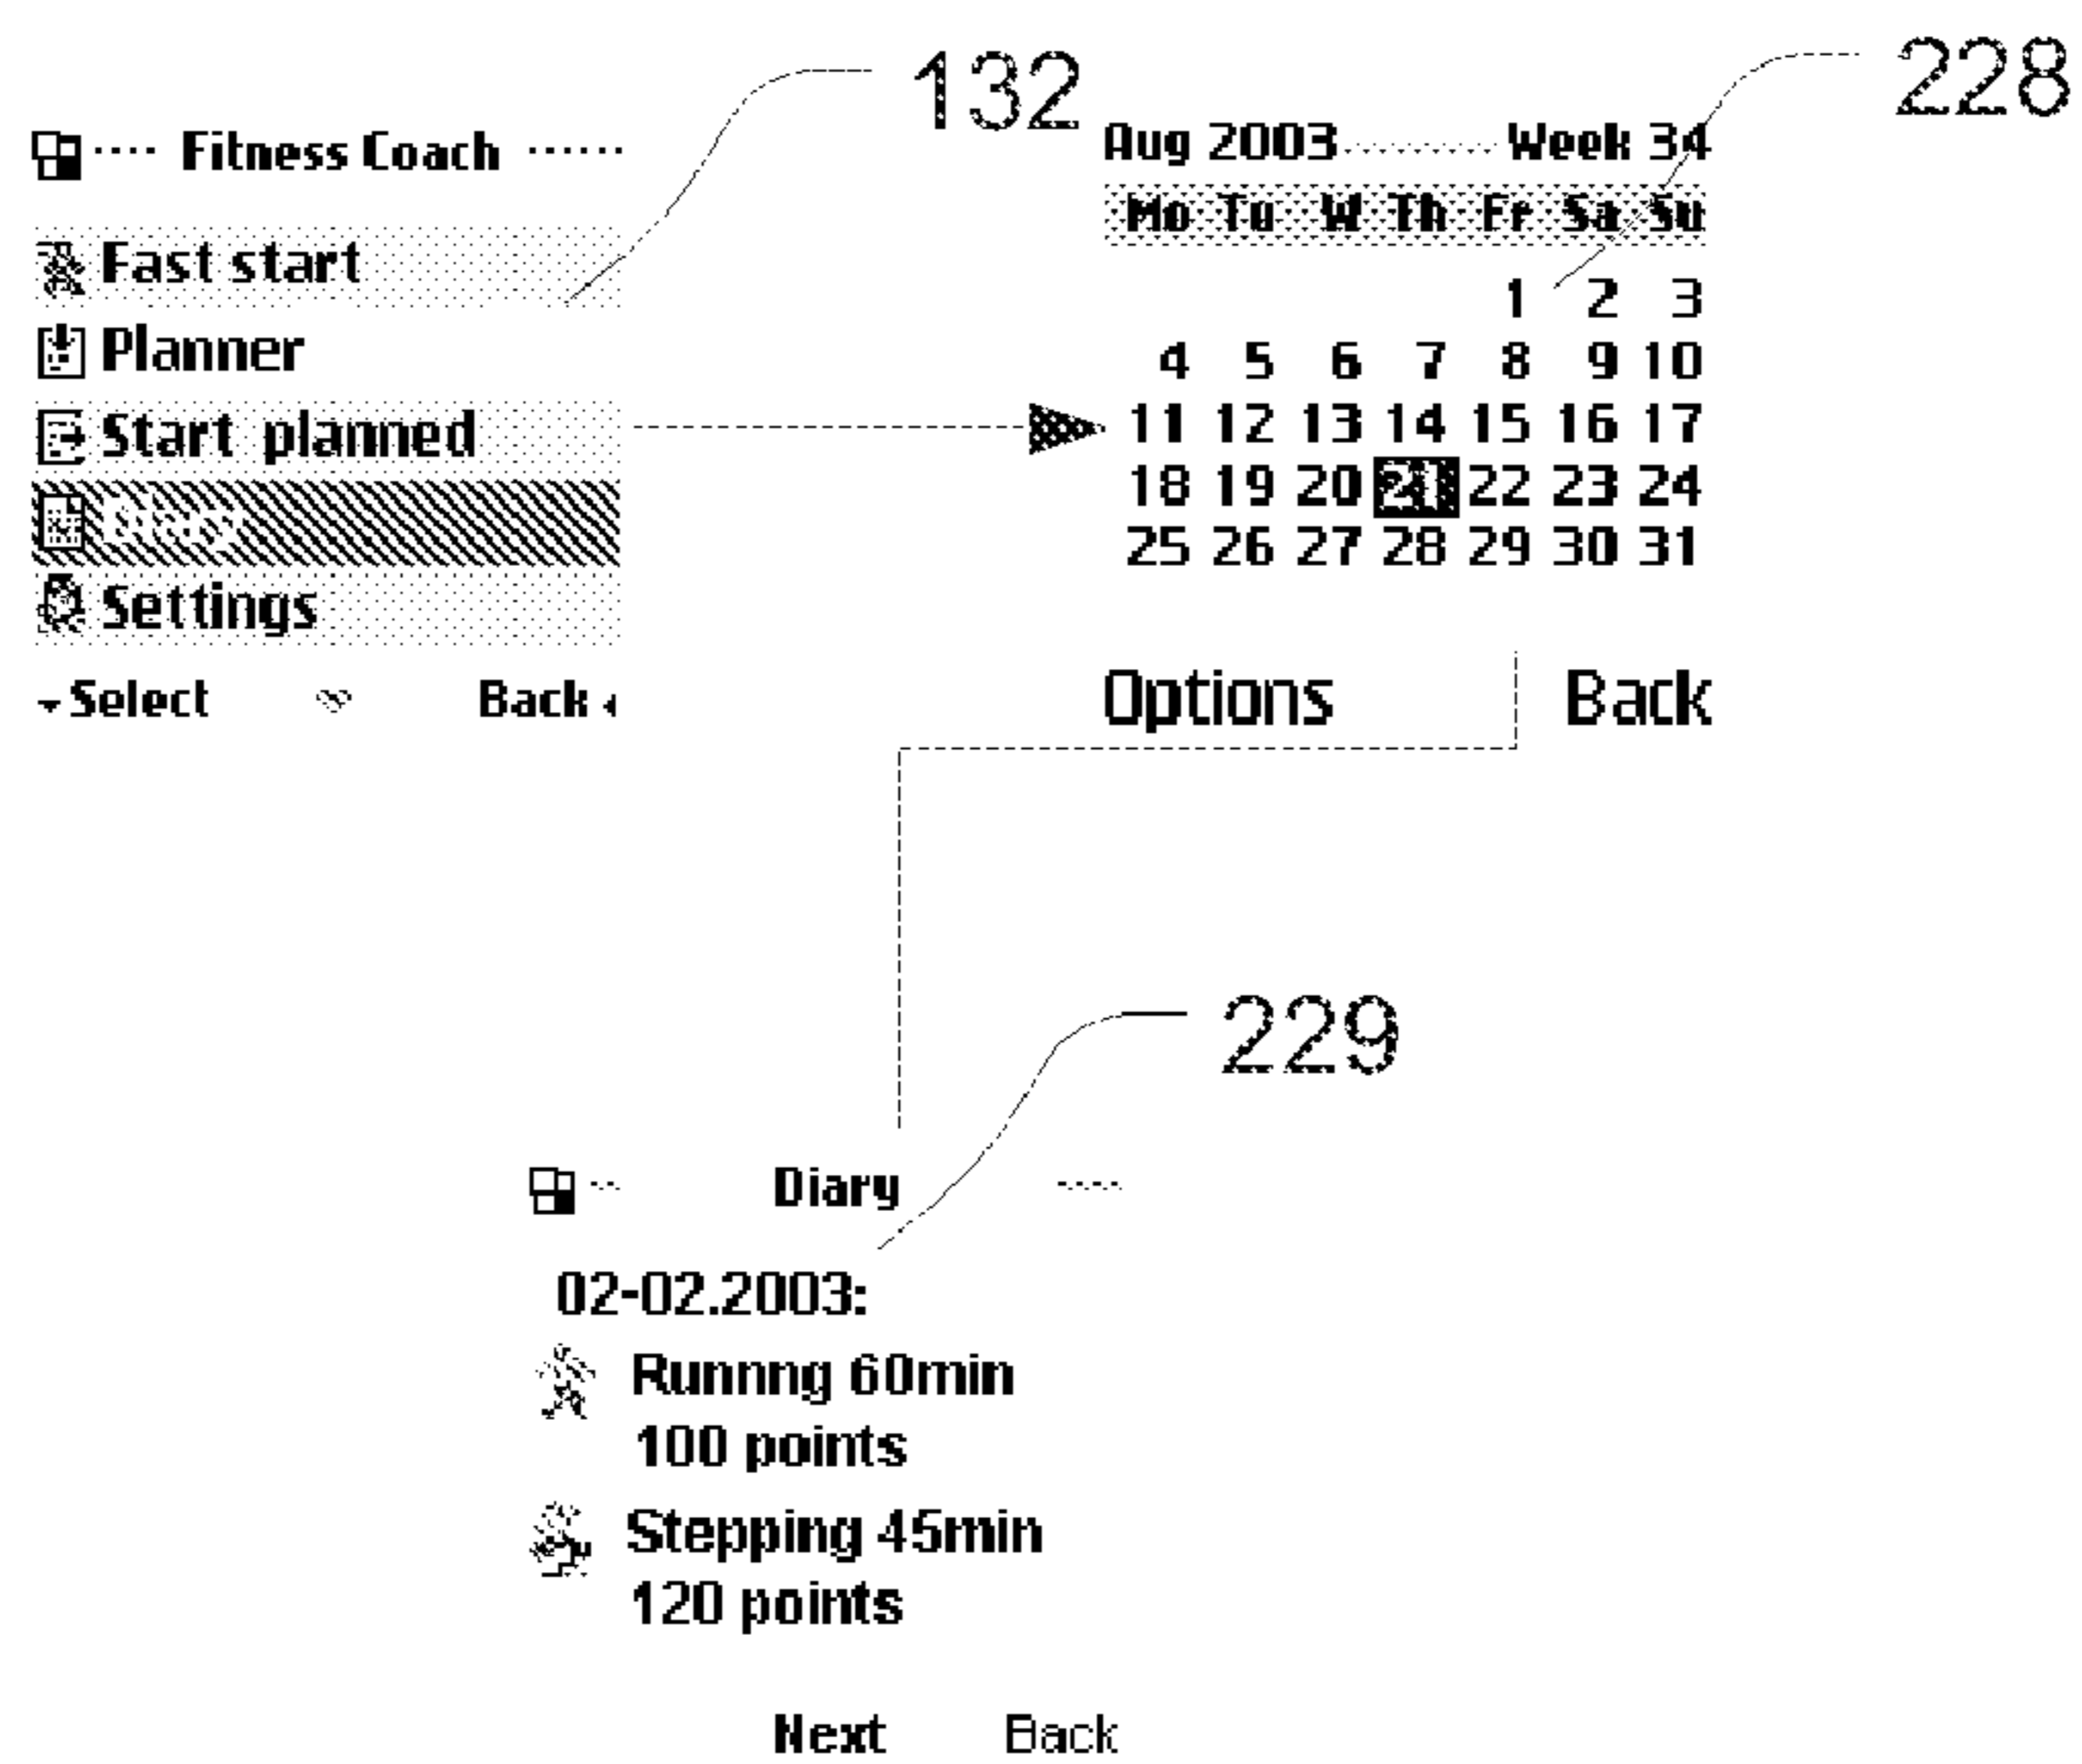 132
228
Fitness Coach
Fast start
Planner
Start planned
Settings
Select Back
Aug 2003 Week 34
Mo Tu W Th Fr Sa Su
1 2 3
4 5 6 7 8 9 10
11 12 13 14 15 16 17
18 19 20 21 22 23 24
25 26 27 28 29 30 31
Options Back
229
Diary
02-02.2003:
Runnng 60min
100 points
Stepping 45min
120 points
Next Back